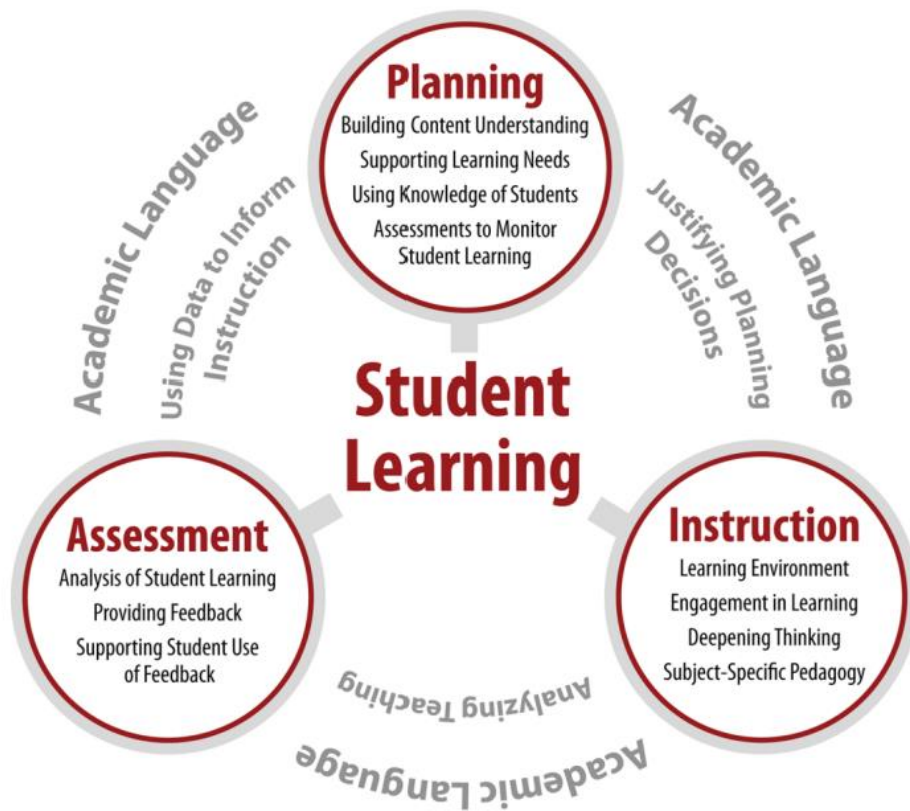 Planning
Building Content Understanding
Supporting Learning Needs
Using Knowledge of Students
Assessments to Monitor
Student Learning
Academic Language
Using Data to Inform
Instruction
Academic Language
Justifying Planning
Decisions
Student
Learning
Assessment
Analysis of Student Learning
Providing Feedback
Supporting Student Use
of Feedback
Instruction
Learning Environment
Engagement in Learning
Deepening Thinking
Subject-Specific Pedagogy
Analyzing Teaching
Academic Language